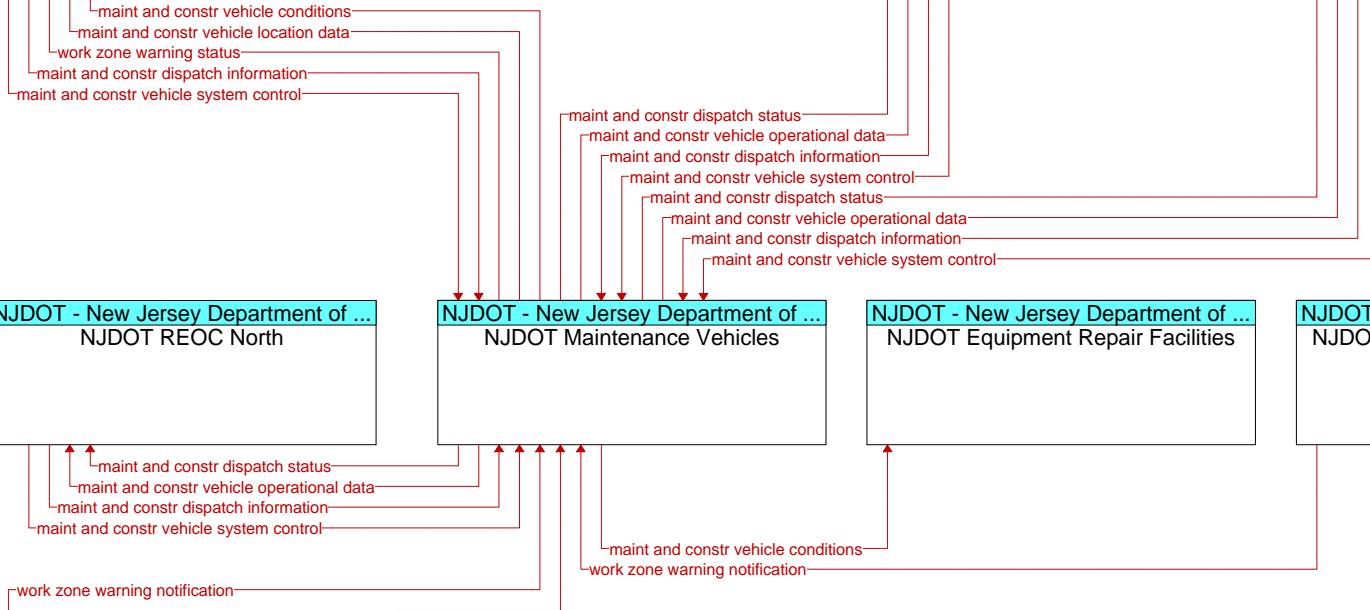 maint and constr vehicle conditions
maint and constr vehicle location data
work zone warning status
maint and constr dispatch information
maint and constr vehicle system control
maint and constr dispatch status
maint and constr vehicle operational data
maint and constr dispatch information
maint and constr vehicle system control
maint and constr dispatch status
maint and constr vehicle operational data
maint and constr dispatch information
maint and constr vehicle system control
NJDOT - New Jersey Department of ...
NJDOT REOC North
NJDOT - New Jersey Department of ...
NJDOT Maintenance Vehicles
NJDOT - New Jersey Department of ...
NJDOT Equipment Repair Facilities
NJDOT
NJDO
maint and constr dispatch status
maint and constr vehicle operational data
maint and constr dispatch information
maint and constr vehicle system control
maint and constr vehicle conditions
work zone warning notification
work zone warning notification